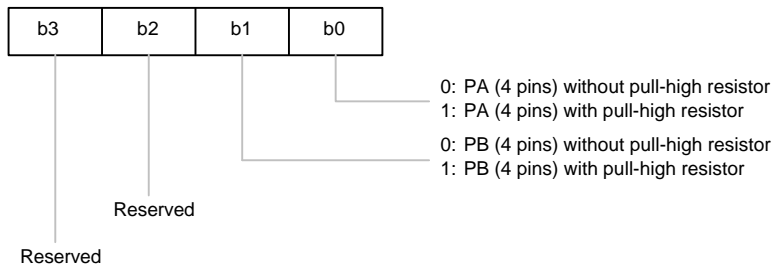 b3 b2 b1 b0
0: PA (4 pins) without pull-high resistor
1: PA (4 pins) with pull-high resistor
0: PB (4 pins) without pull-high resistor
1: PB (4 pins) with pull-high resistor
Reserved
Reserved